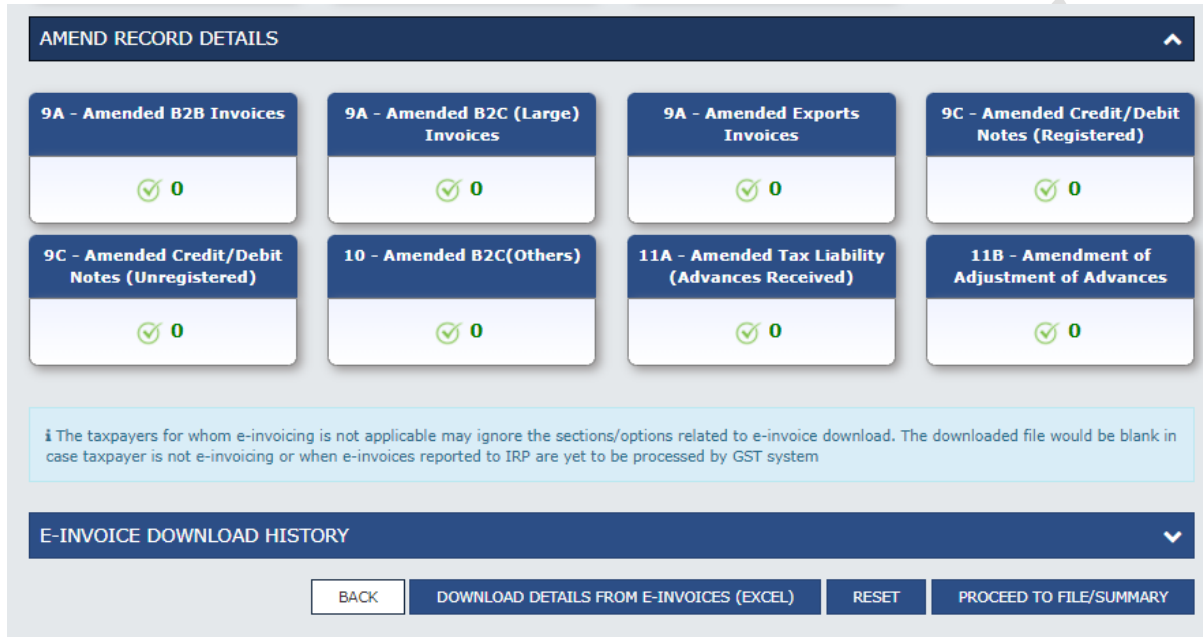 AMEND RECORD DETAILS
9A - Amended B2B Invoices
0
9A - Amended B2C (Large)
Invoices
0
9A - Amended Exports
Invoices
0
9C - Amended Credit/Debit
Notes (Registered)
0
9C - Amended Credit/Debit
Notes (Unregistered)
0
10 - Amended B2C(Others)
0
11A - Amended Tax Liability
(Advances Received)
0
11B - Amendment of
Adjustment of Advances
0
i The taxpayers for whom e-invoicing is not applicable may ignore the sections/options related to e-invoice download. The downloaded file would be blank in
case taxpayer is not e-invoicing or when e-invoices reported to IRP are yet to be processed by GST system
E-INVOICE DOWNLOAD HISTORY
BACK
DOWNLOAD DETAILS FROM E-INVOICES (EXCEL)
RESET
PROCEED TO FILE/SUMMARY